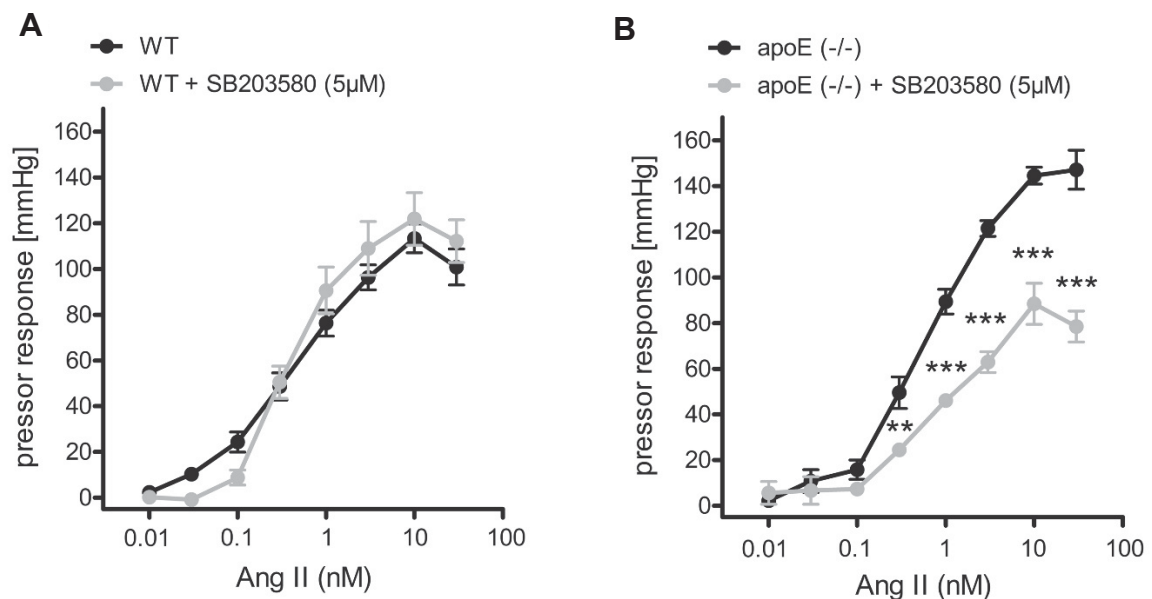 A
WT
WT + SB203580 (5µM)
pressor response [mmHg]
160
140
120
100
80
60
40
20
0
0.01 0.1 1 10 100
Ang II (nM)
B
apoE (-/-)
apoE (-/-) + SB203580 (5µM)
pressor response [mmHg]
160
140
120
100
80
60
40
20
0
***
***
***
***
**
0.01 0.1 1 10 100
Ang II (nM)